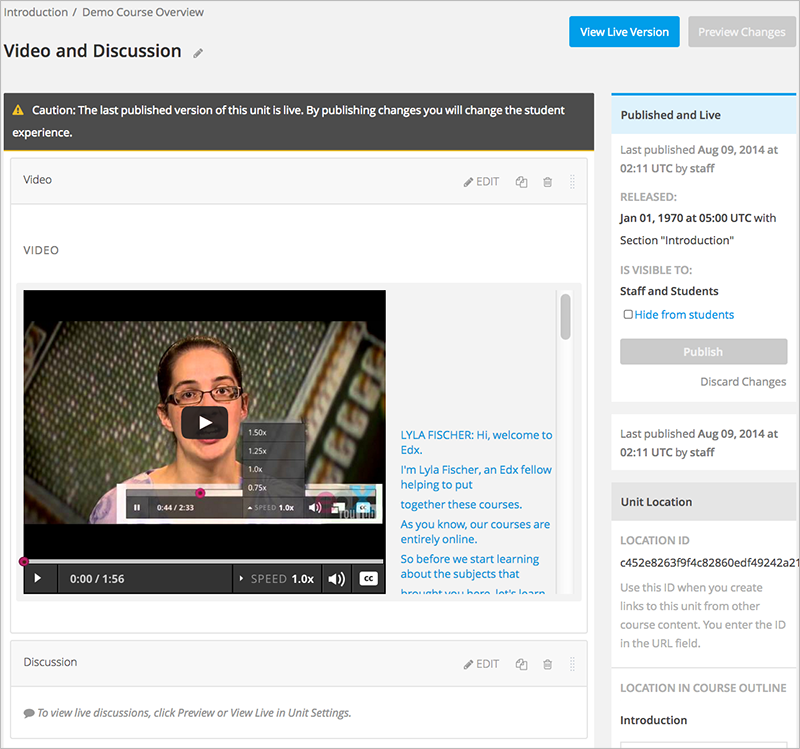 Introduction / Demo Course Overview
Video and Discussion
View Live Version
Preview Changes
Caution: The last published version of this unit is live. By publishing changes you will change the student
experience.
Video
EDIT
VIDEO
1.50x
1.25x
1.0x
0.75x
0:44 / 2:33
SPEED 1.0x
CC
0:00 / 1:56
SPEED 1.0x
CC
LYLA FISCHER: Hi, welcome to
Edx.
I'm Lyla Fischer, an Edx fellow
helping to put
together these courses.
As you know, our courses are
entirely online.
So before we start learning
about the subjects that
brought you here, let's learn
Discussion
EDIT
To view live discussions, click Preview or View Live in Unit Settings.
Published and Live
Last published Aug 09, 2014 at
02:11 UTC by staff
RELEASED:
Jan 01, 1970 at 05:00 UTC with
Section "Introduction"
IS VISIBLE TO:
Staff and Students
Hide from students
Publish
Discard Changes
Last published Aug 09, 2014 at
02:11 UTC by staff
Unit Location
LOCATION ID
c452e8263f9f4c82860edf49242a21
Use this ID when you create
links to this unit from other
course content. You enter the ID
in the URL field.
LOCATION IN COURSE OUTLINE
Introduction